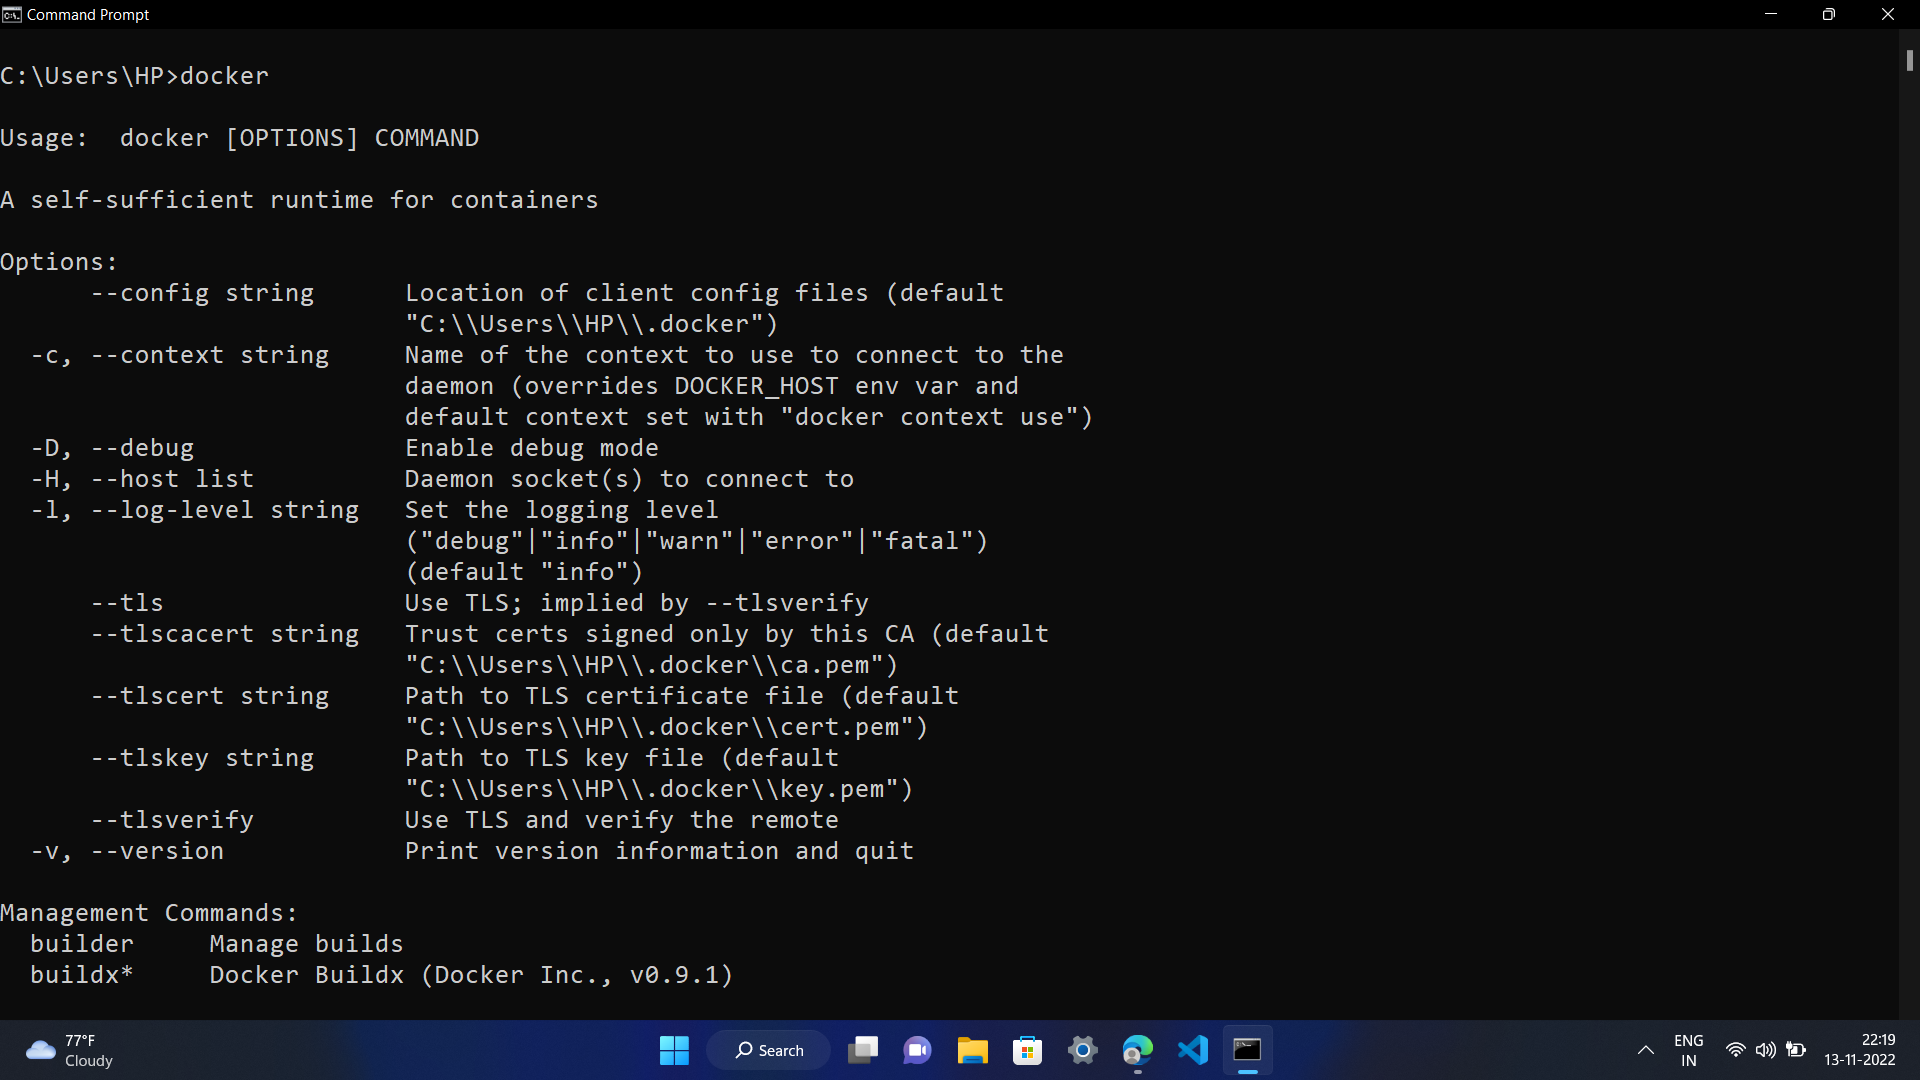 Command Prompt
C:\Users\HP>docker
Usage:  docker [OPTIONS] COMMAND
A self-sufficient runtime for containers
Options:
      --config string      Location of client config files (default
                           "C:\\Users\\HP\\.docker")
  -c, --context string     Name of the context to use to connect to the
                           daemon (overrides DOCKER_HOST env var and
                           default context set with "docker context use")
  -D, --debug              Enable debug mode
  -H, --host list          Daemon socket(s) to connect to
  -l, --log-level string   Set the logging level
                           ("debug"|"info"|"warn"|"error"|"fatal")
                           (default "info")
      --tls                Use TLS; implied by --tlsverify
      --tlscacert string   Trust certs signed only by this CA (default
                           "C:\\Users\\HP\\.docker\\ca.pem")
      --tlscert string     Path to TLS certificate file (default
                           "C:\\Users\\HP\\.docker\\cert.pem")
      --tlskey string      Path to TLS key file (default
                           "C:\\Users\\HP\\.docker\\key.pem")
      --tlsverify          Use TLS and verify the remote
  -v, --version            Print version information and quit
Management Commands:
  builder     Manage builds
  buildx*     Docker Buildx (Docker Inc., v0.9.1)
77°F
Cloudy
Search
ENG
IN
22:19
13-11-2022